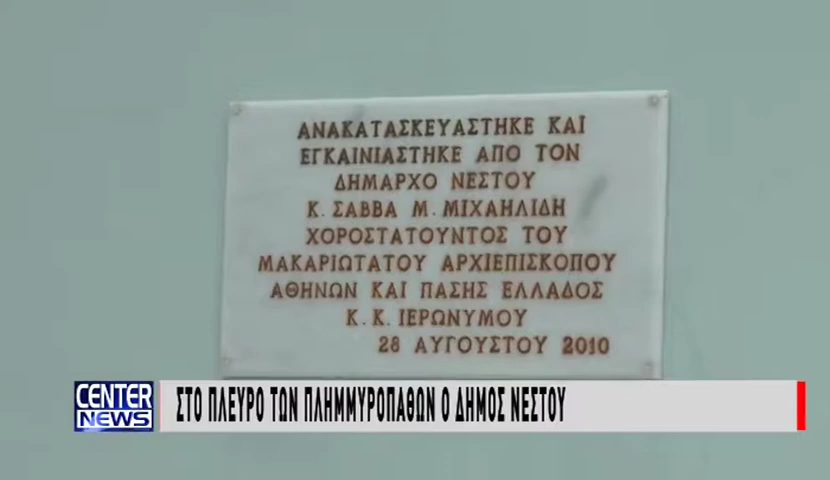 ΑΝΑΚΑΤΑΣΚΕΥΑΣΤΗΚΕ ΚΑΙ
ΕΓΚΑΙΝΙΑΣΤΗΚΕ ΑΠΟ ΤΟΝ
ΔΗΜΑΡΧΟ ΝΕΣΤΟΥ
Κ. ΣΑΒΒΑ Μ. ΜΙΧΑΗΛΙΔΗ
ΧΟΡΟΣΤΑΤΟΥΝΤΟΣ ΤΟΥ
ΜΑΚΑΡΙΩΤΑΤΟΥ ΑΡΧΙΕΠΙΣΚΟΠΟΥ
ΑΘΗΝΩΝ ΚΑΙ ΠΑΣΗΣ ΕΛΛΑΔΟΣ
Κ. Κ. ΙΕΡΩΝΥΜΟΥ
28 ΑΥΓΟΥΣΤΟΥ 2010
CENTER
NEWS
ΣΤΟ ΠΛΕΥΡΟ ΤΩΝ ΠΛΗΜΜΥΡΟΠΑΘΩΝ Ο ΔΗΜΟΣ ΝΕΣΤΟΥ